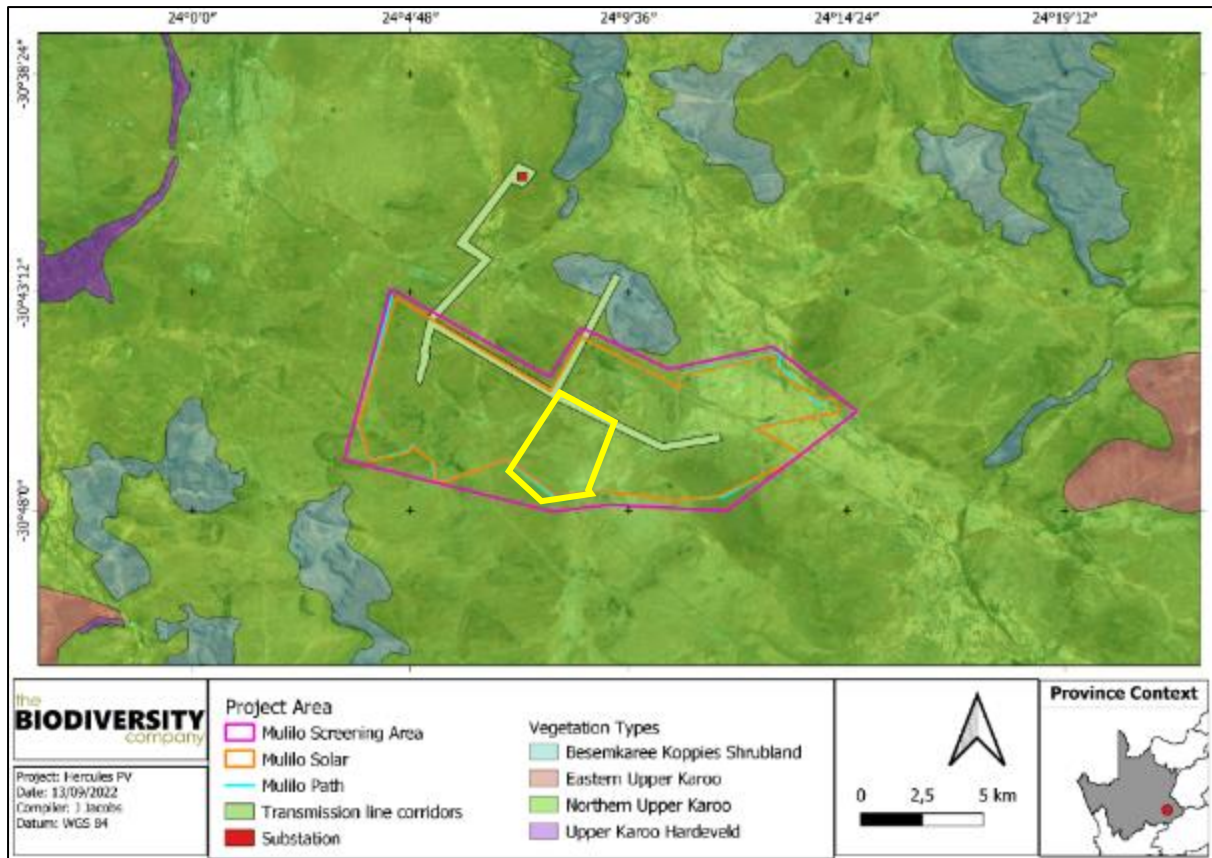 24°0'0" 24°4'48" 24°9'36" 24°14'24" 24°19'12"
-30°38'24"
-30°43'12"
-30°48'0"
the
BIODIVERSITY
company
Project: Hercules PV
Date: 13/09/2022
Compiler: J Jacobs
Datum: WGS 84
Project Area
Mulilo Screening Area
Mulilo Solar
Mulilo Path
Transmission line corridors
Substation
Vegetation Types
Besemkaree Koppies Shrubland
Eastern Upper Karoo
Northern Upper Karoo
Upper Karoo Hardeveld
0 2,5 5 km
Province Context